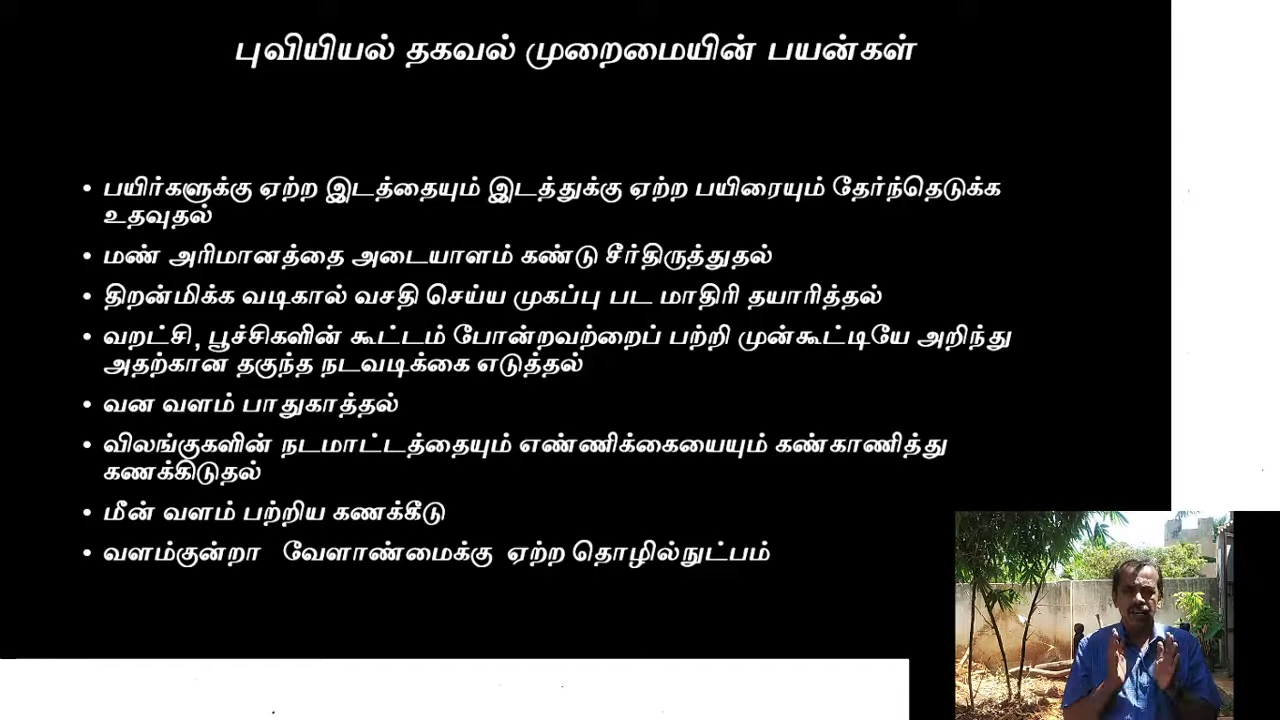 புவியியல் தகவல் முறைமையின் பயன்கள்
• பயிர்களுக்கு ஏற்ற இடத்தையும் இடத்துக்கு ஏற்ற பயிரையும் தேர்ந்தெடுக்க
உதவுதல்
• மண் அரிமானத்தை அடையாளம் கண்டு சீர்திருத்துதல்
• திறன்மிக்க வடிகால் வசதி செய்ய முகப்பு பட மாதிரி தயாரித்தல்
• வறட்சி, பூச்சிகளின் கூட்டம் போன்றவற்றைப் பற்றி முன்கூட்டியே அறிந்து
அதற்கான தகுந்த நடவடிக்கை எடுத்தல்
• வன வளம் பாதுகாத்தல்
• விலங்குகளின் நடமாட்டத்தையும் எண்ணிக்கையையும் கண்காணித்து
கணக்கிடுதல்
• மீன் வளம் பற்றிய கணக்கீடு
• வளம்குன்றா வேளாண்மைக்கு ஏற்ற தொழில்நுட்பம்